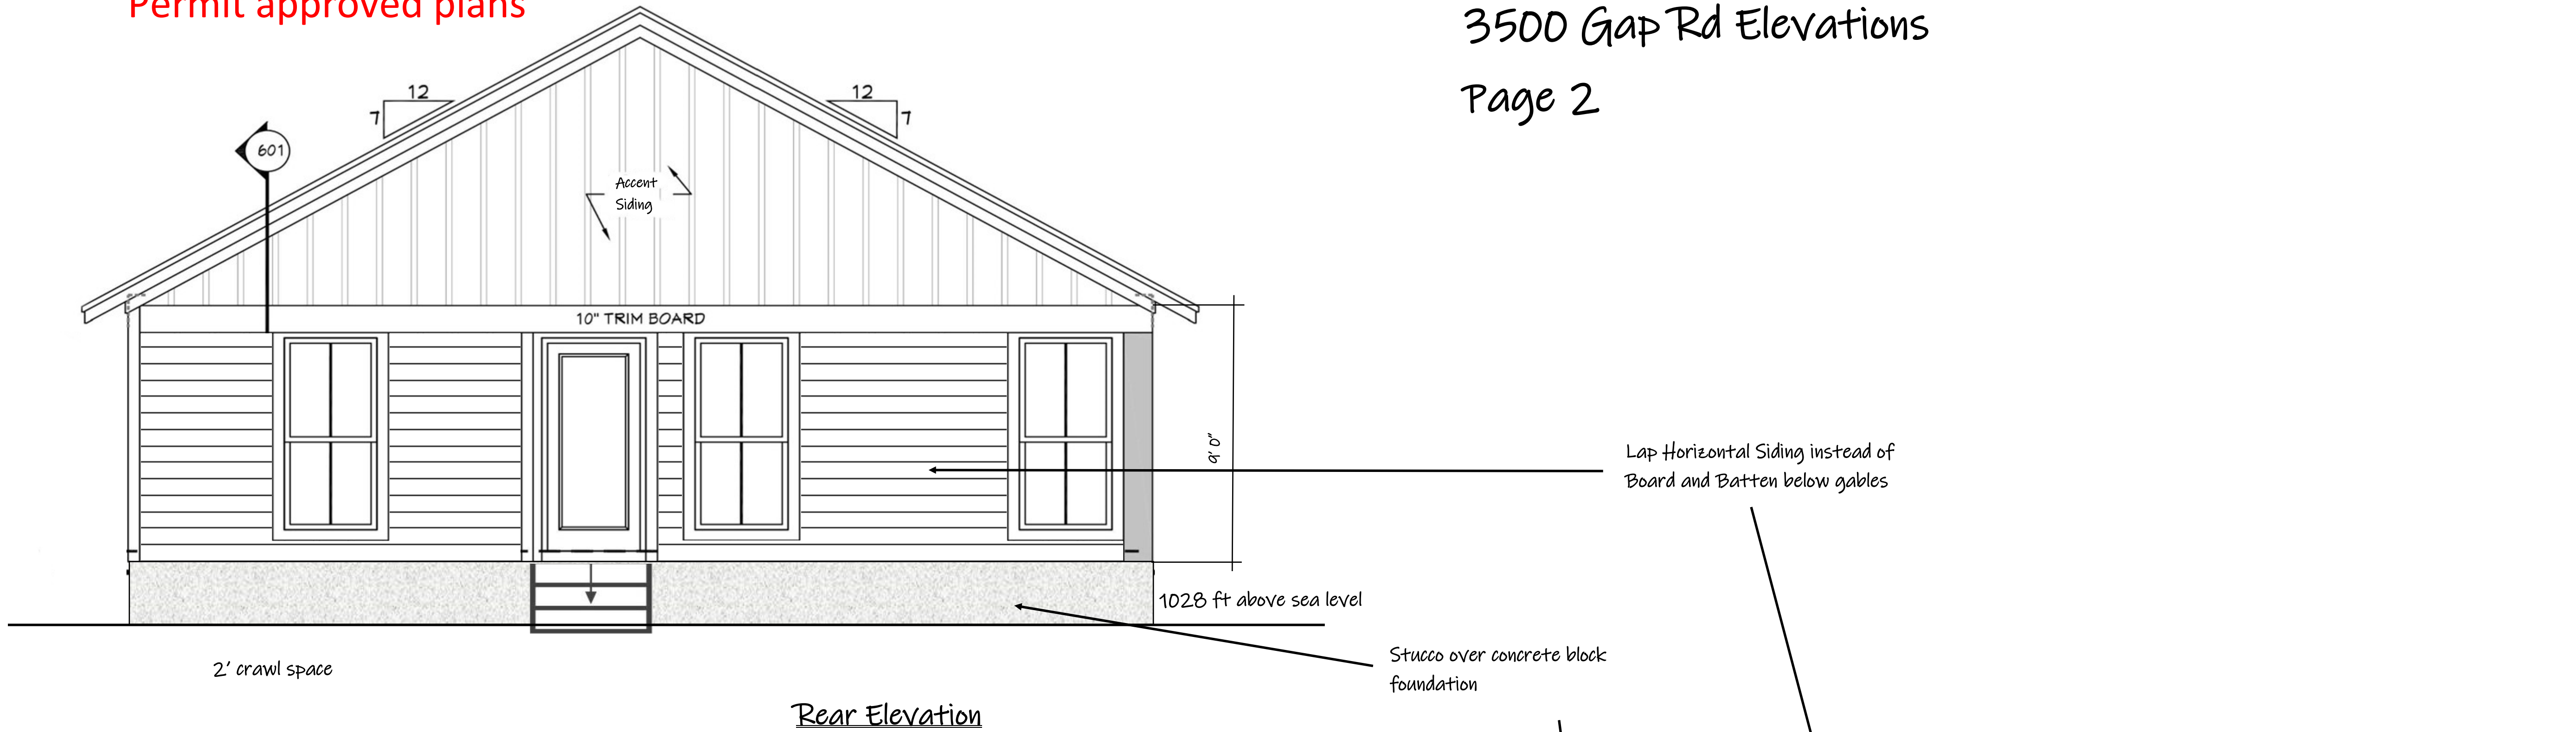 Permit approved plans
3500 Gap Rd Elevations
Page 2
12
7
12
7
601
Accent
Siding
10" TRIM BOARD
9' 0"
Lap Horizontal Siding instead of
Board and Batten below gables
1028 ft above sea level
Stucco over concrete block
foundation
2' crawl space
Rear Elevation